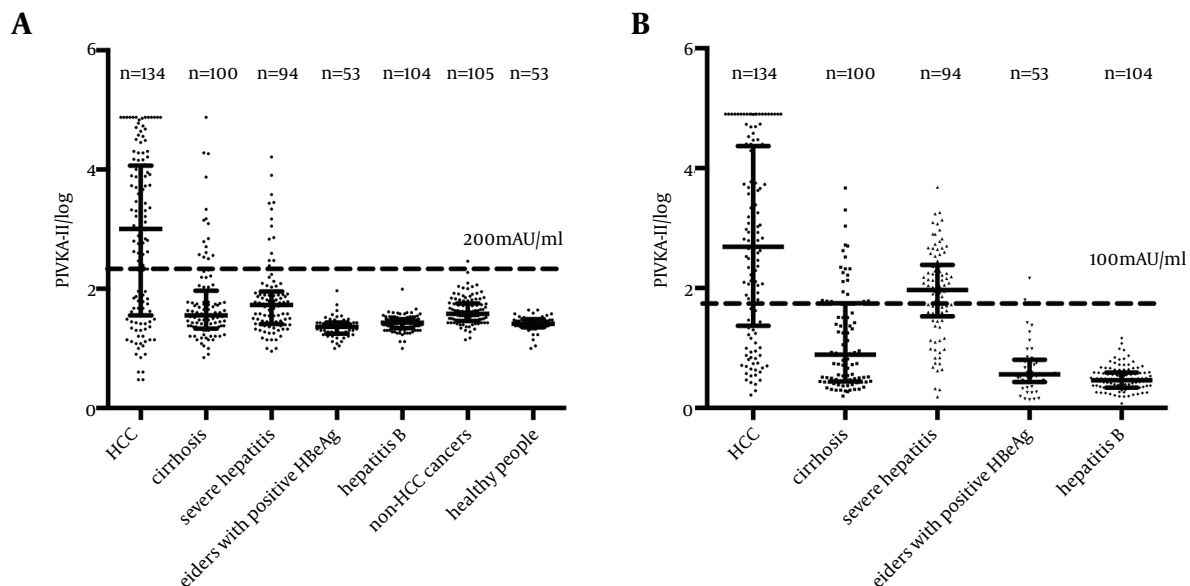 A
PIVKA-II/log
6
4
2
0
n=134 n=100 n=94 n=53 n=104 n=105 n=53
200mAU/ml
HCC
cirrhosis
severe hepatitis
eiders with positive HBeAg
hepatitis B
non-HCC cancers
healthy people
B
PIVKA-II/log
6
4
2
0
n=134 n=100 n=94 n=53 n=104
100mAU/ml
HCC
cirrhosis
severe hepatitis
eiders with positive HBeAg
hepatitis B